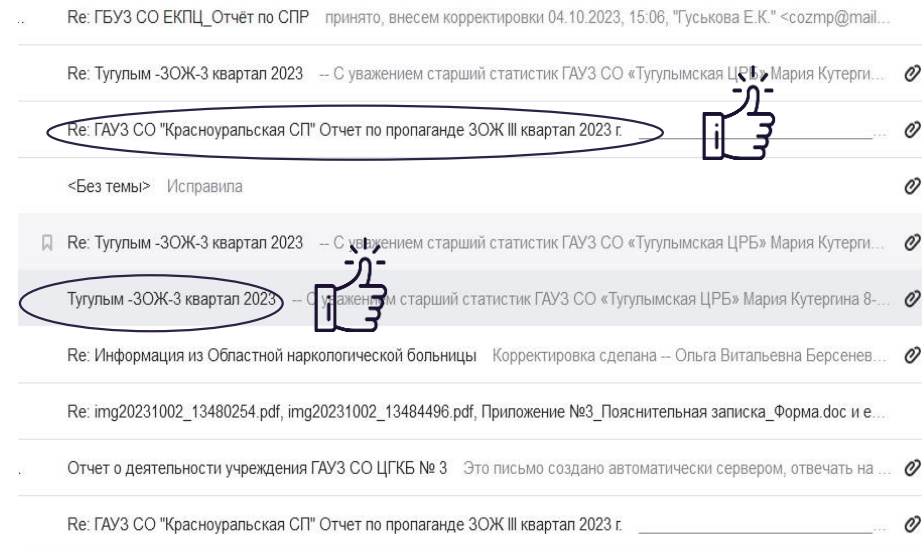 .. Re: ГБУЗ СО ЕКПЦ_Отчёт по СПР принято, внесем корректировки 04.10.2023, 15:06, "Гуськова Е.К." <cozmp@mail...
Re: Тугулым -ЗОЖ-3 квартал 2023 -- С уважением старший статистик ГАУЗ СО «Тугулымская ЦРБ» Мария Кутерги...
Re: ГАУЗ СО "Красноуральская СП" Отчет по пропаганде ЗОЖ III квартал 2023 г. ______________________________...
<Без темы> Исправила
Re: Тугулым -ЗОЖ-3 квартал 2023 -- С уважением старший статистик ГАУЗ СО «Тугулымская ЦРБ» Мария Кутерги...
Тугулым -ЗОЖ-3 квартал 2023 -- С уважением старший статистик ГАУЗ СО «Тугулымская ЦРБ» Мария Кутергина 8-...
Re: Информация из Областной наркологической больницы Корректировка сделана -- Ольга Витальевна Берсенев...
Re: img20231002_13480254.pdf, img20231002_13484496.pdf, Приложение №3_Пояснительная записка_Форма.doc и е...
. Отчет о деятельности учреждения ГАУЗ СО ЦГКБ № 3 Это письмо создано автоматически сервером, отвечать на ...
Re: ГАУЗ СО "Красноуральская СП" Отчет по пропаганде ЗОЖ III квартал 2023 г. ______________________________...